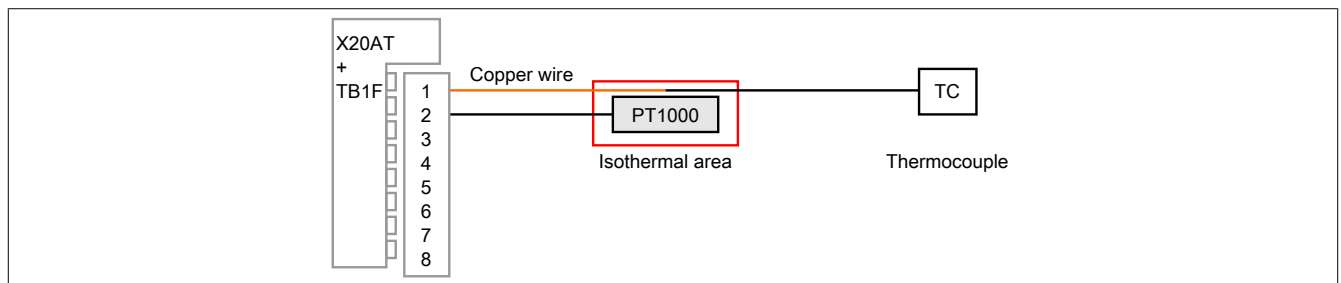 X20AT
+
TB1F
1
2
3
4
5
6
7
8
Copper wire
PT1000
Isothermal area
TC
Thermocouple